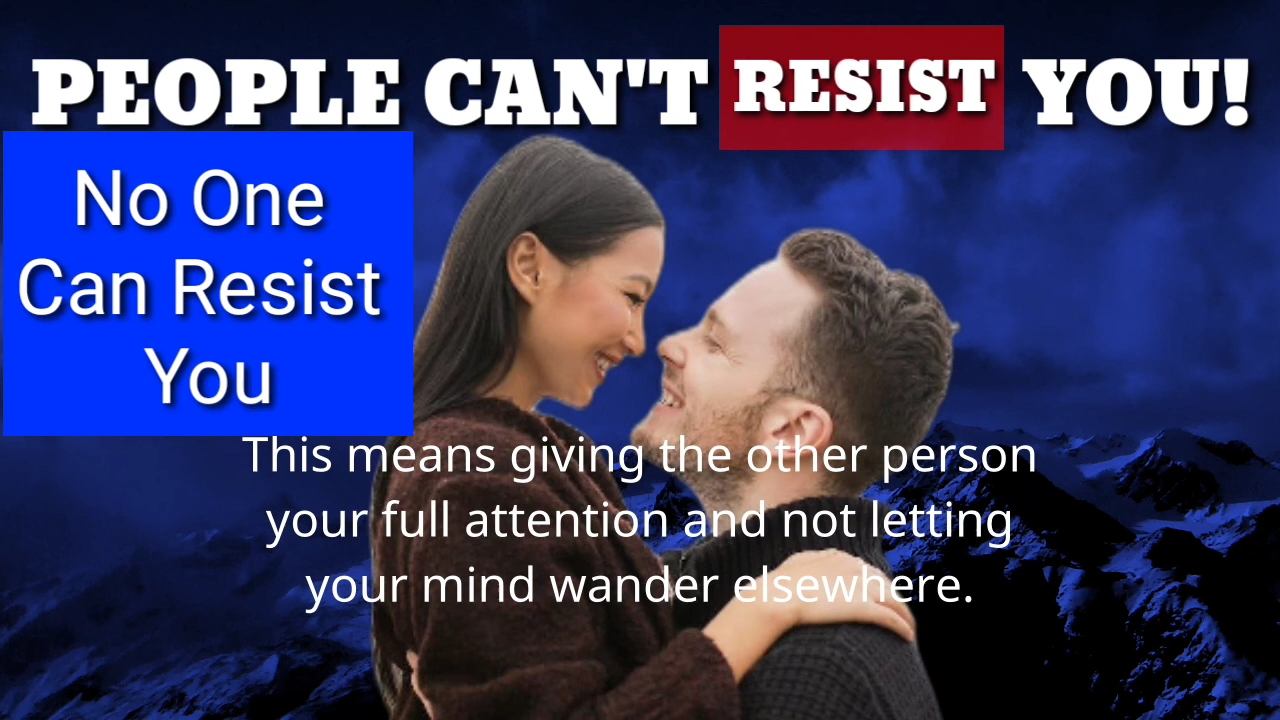 PEOPLE CAN'T RESIST YOU!
No One
Can Resist
You
This means giving the other person
your full attention and not letting
your mind wander elsewhere.